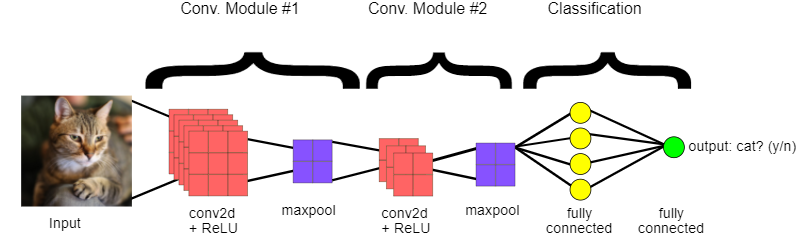 Conv. Module #1
Conv. Module #2
Classification
output: cat? (y/n)
Input
conv2d
+ ReLU
maxpool
conv2d
+ ReLU
maxpool
fully
connected
fully
connected